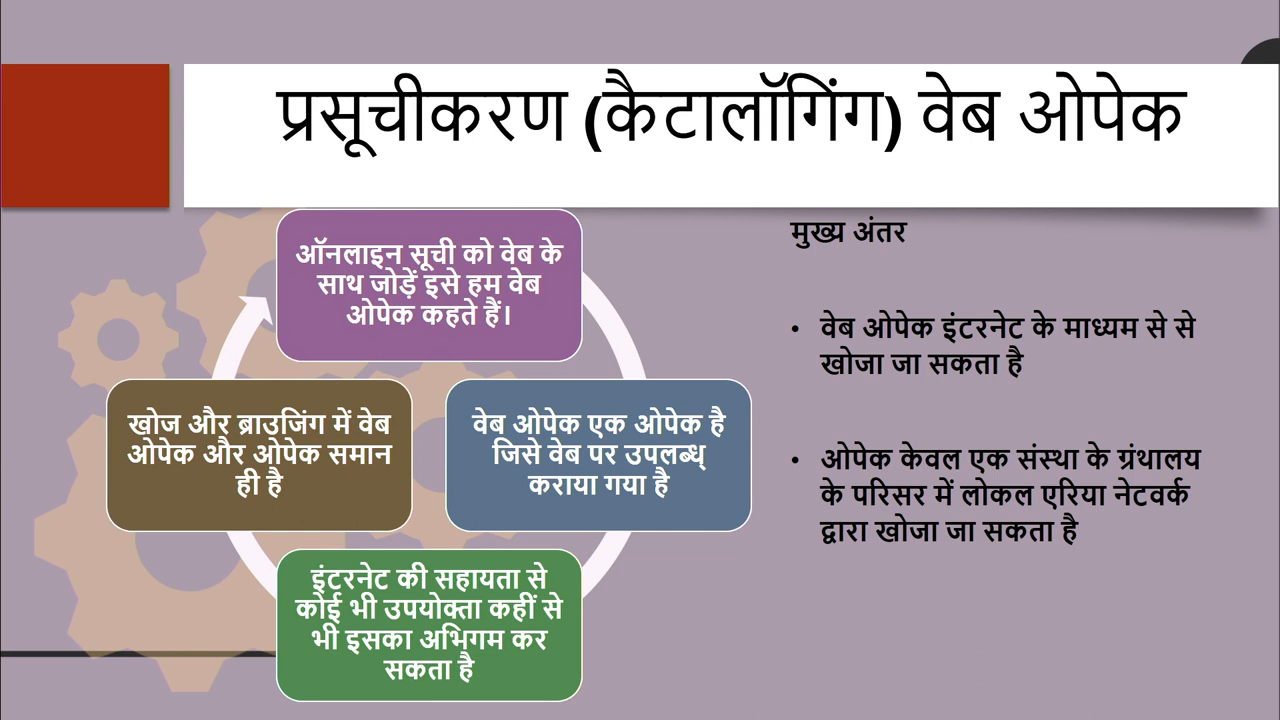 प्रसूचीकरण (कैटालॉगिंग) वेब ओपेक
ऑनलाइन सूची को वेब के
साथ जोड़ें इसे हम वेब
ओपेक कहते हैं।
वेब ओपेक एक ओपेक है
जिसे वेब पर उपलब्ध्
कराया गया है
इंटरनेट की सहायता से
कोई भी उपयोक्ता कहीं से
भी इसका अभिगम कर
सकता है
खोज और ब्राउजिंग में वेब
ओपेक और ओपेक समान
ही है
मुख्य अंतर
• वेब ओपेक इंटरनेट के माध्यम से से
खोजा जा सकता है
• ओपेक केवल एक संस्था के ग्रंथालय
के परिसर में लोकल एरिया नेटवर्क
द्वारा खोजा जा सकता है